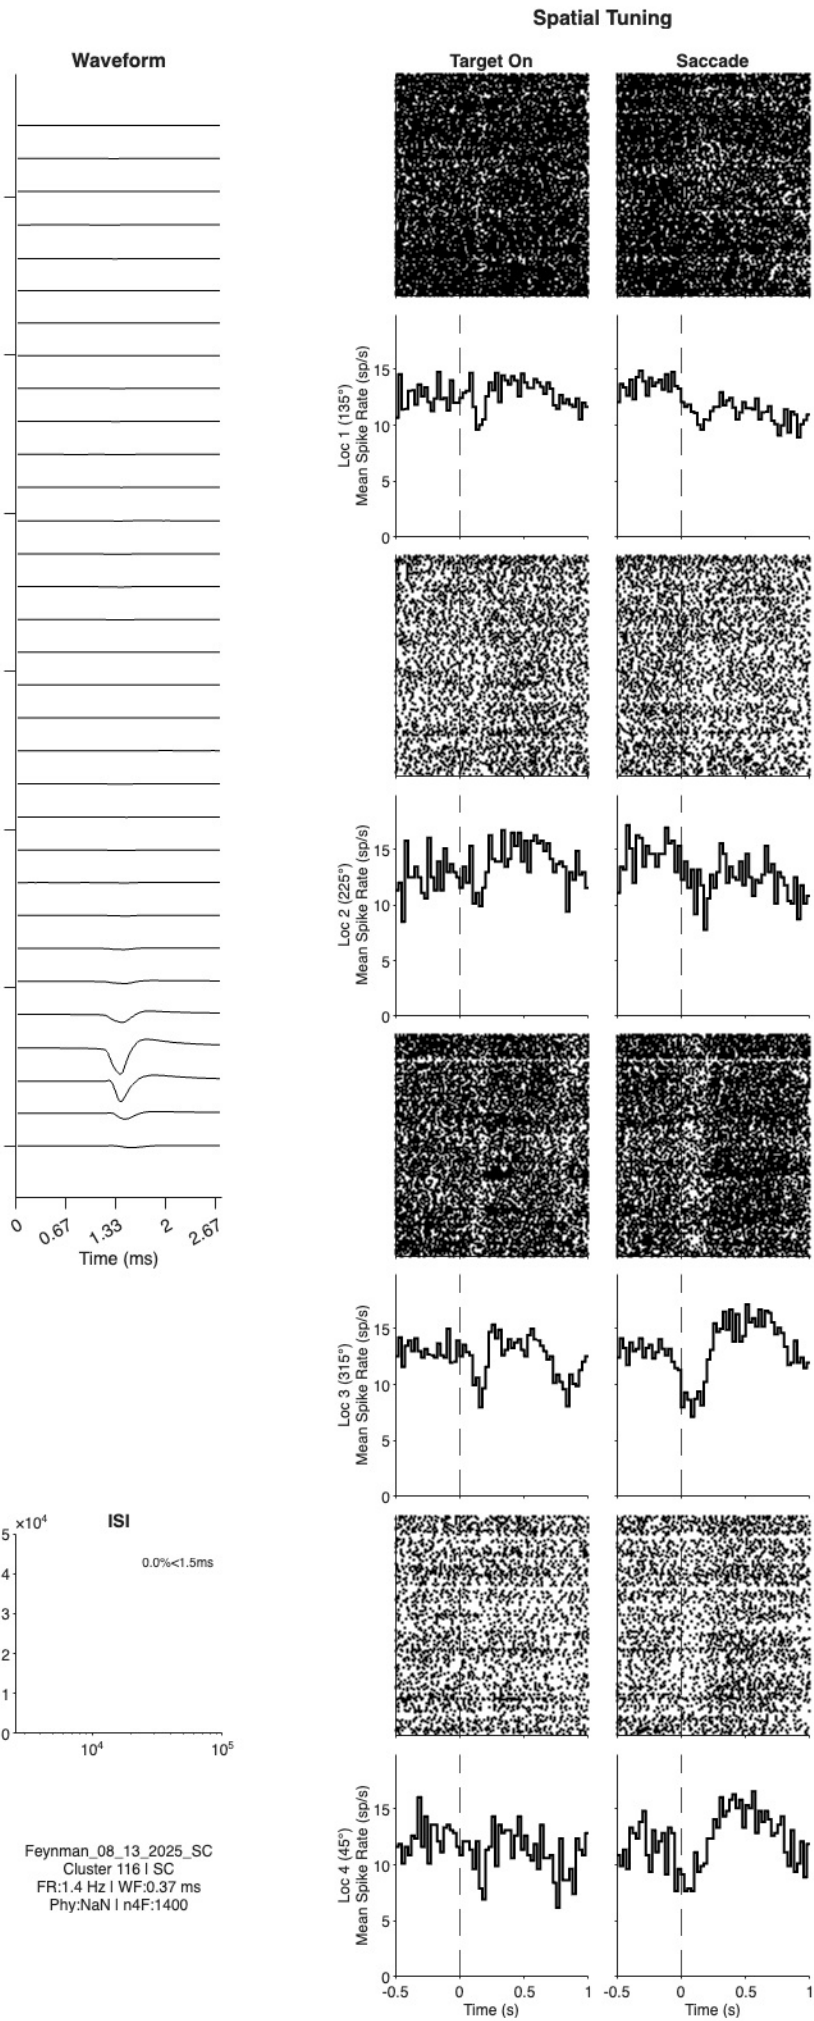 Spatial Tuning
Waveform
Target On
Saccade
15
10
5
0
Loc 1 (135°)
Mean Spike Rate (sp/s)
15
10
5
0
Loc 2 (225°)
Mean Spike Rate (sp/s)
0
0.67
1.33
2
2.67
Time (ms)
15
10
5
0
Loc 3 (315°)
Mean Spike Rate (sp/s)
ISI
×10⁴
5
4
3
2
1
0
0.0%<1.5ms
10⁴
10⁵
Feynman_08_13_2025_SC
Cluster 116 | SC
FR:1.4 Hz | WF:0.37 ms
Phy:NaN | n4F:1400
15
10
5
0
Loc 4 (45°)
Mean Spike Rate (sp/s)
-0.5
0
0.5
1
Time (s)
-0.5
0
0.5
1
Time (s)